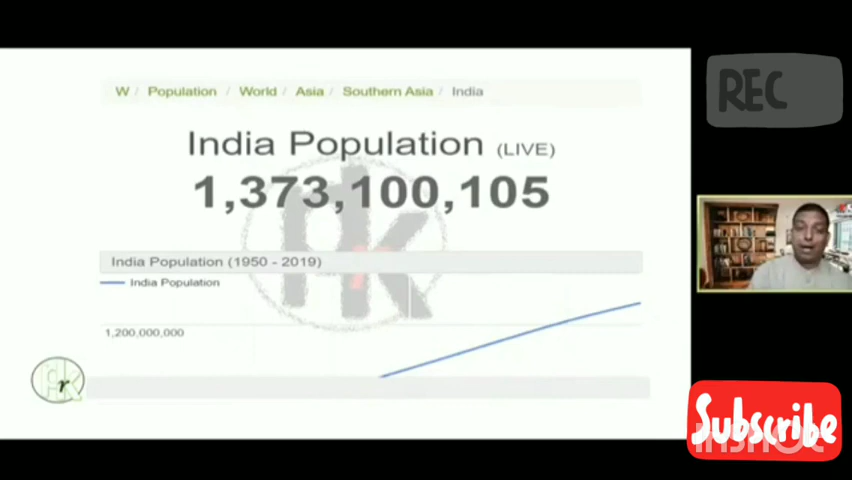 W / Population / World / Asia / Southern Asia / India
REC
India Population (LIVE)
1,373,100,105
India Population (1950 - 2019)
India Population
1,200,000,000
Subscribe
INSHOT